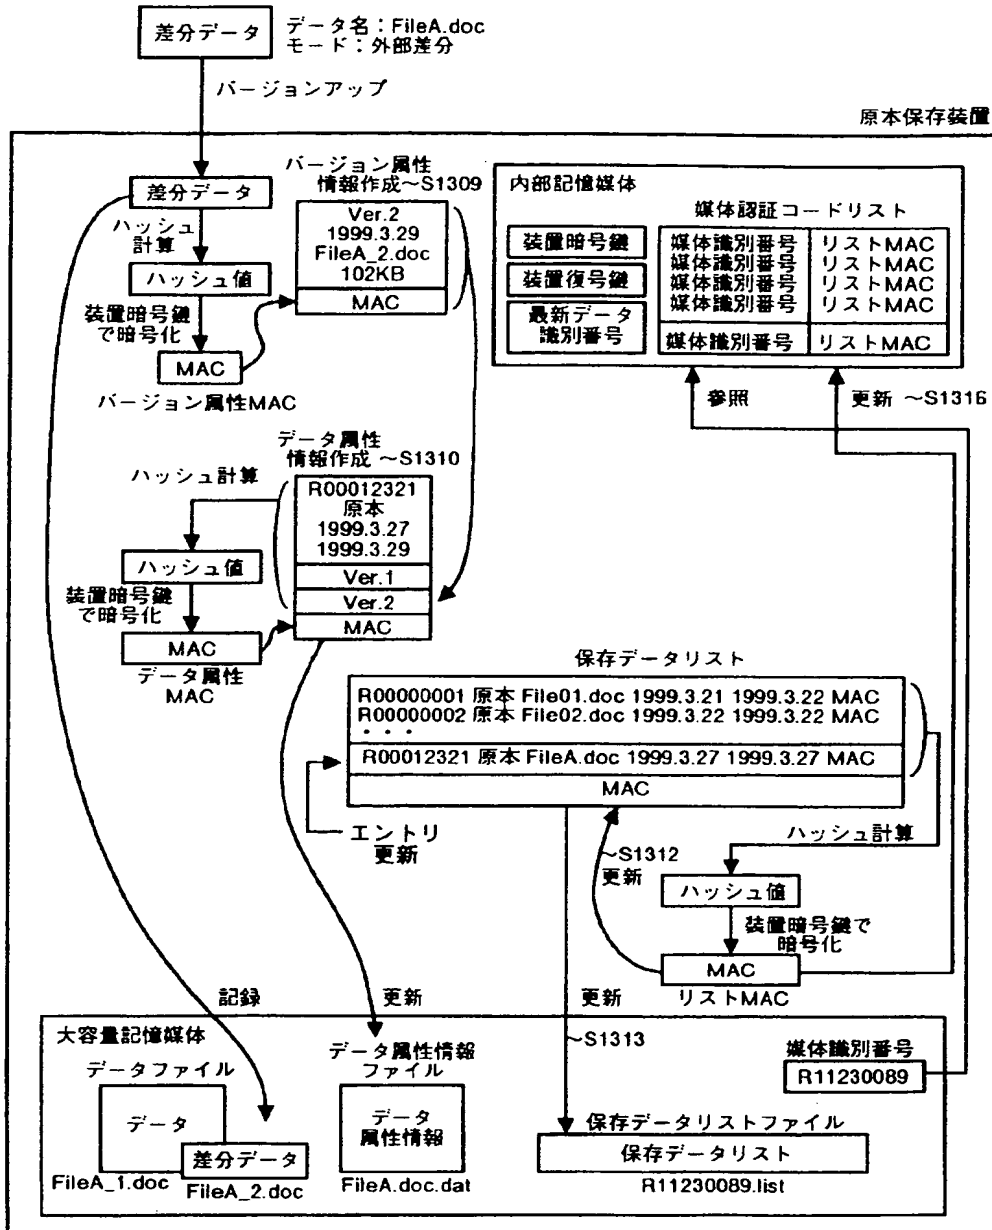 差分データ
データ名：FileA.doc
モード：外部差分
バージョンアップ
原本保存装置
差分データ
ハッシュ
計算
ハッシュ値
装置暗号鍵
で暗号化
MAC
バージョン属性MAC
バージョン属性
情報作成～S1309
Ver.2
1999.3.29
FileA_2.doc
102KB
MAC
内部記憶媒体
装置暗号鍵
装置復号鍵
最新データ
識別番号
媒体認証コードリスト
媒体識別番号 リストMAC
媒体識別番号 リストMAC
媒体識別番号 リストMAC
媒体識別番号 リストMAC
媒体識別番号 リストMAC
参照
更新 ～S1316
データ属性
情報作成 ～S1310
ハッシュ計算
R00012321
原本
1999.3.27
1999.3.29
Ver.1
Ver.2
MAC
ハッシュ値
装置暗号鍵
で暗号化
MAC
データ属性
MAC
保存データリスト
R00000001 原本 File01.doc 1999.3.21 1999.3.22 MAC
R00000002 原本 File02.doc 1999.3.22 1999.3.22 MAC
・・・
R00012321 原本 FileA.doc 1999.3.27 1999.3.27 MAC
MAC
エントリ
更新
～S1312
更新
ハッシュ計算
ハッシュ値
装置暗号鍵で
暗号化
MAC
リストMAC
記録
更新
更新
～S1313
大容量記憶媒体
データファイル
データ
差分データ
FileA_1.doc
FileA_2.doc
データ属性情報
ファイル
データ
属性情報
FileA.doc.dat
媒体識別番号
R11230089
保存データリストファイル
保存データリスト
R11230089.list